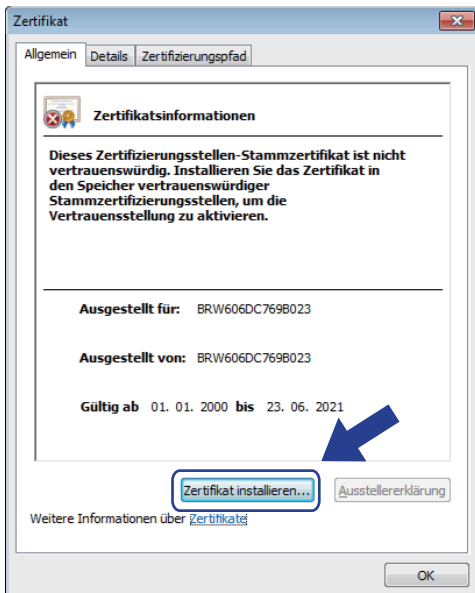 Zertifikat
Allgemein Details Zertifizierungspfad
Zertifikatsinformationen
Dieses Zertifizierungsstellen-Stammzertifikat ist nicht
vertrauenswürdig. Installieren Sie das Zertifikat in
den Speicher vertrauenswürdiger
Stammzertifizierungsstellen, um die
Vertrauensstellung zu aktivieren.
Ausgestellt für: BRW606DC769B023
Ausgestellt von: BRW606DC769B023
Gültig ab 01. 01. 2000 bis 23. 06. 2021
Zertifikat installieren... Ausstellererklärung
Weitere Informationen über Zertifikate
OK